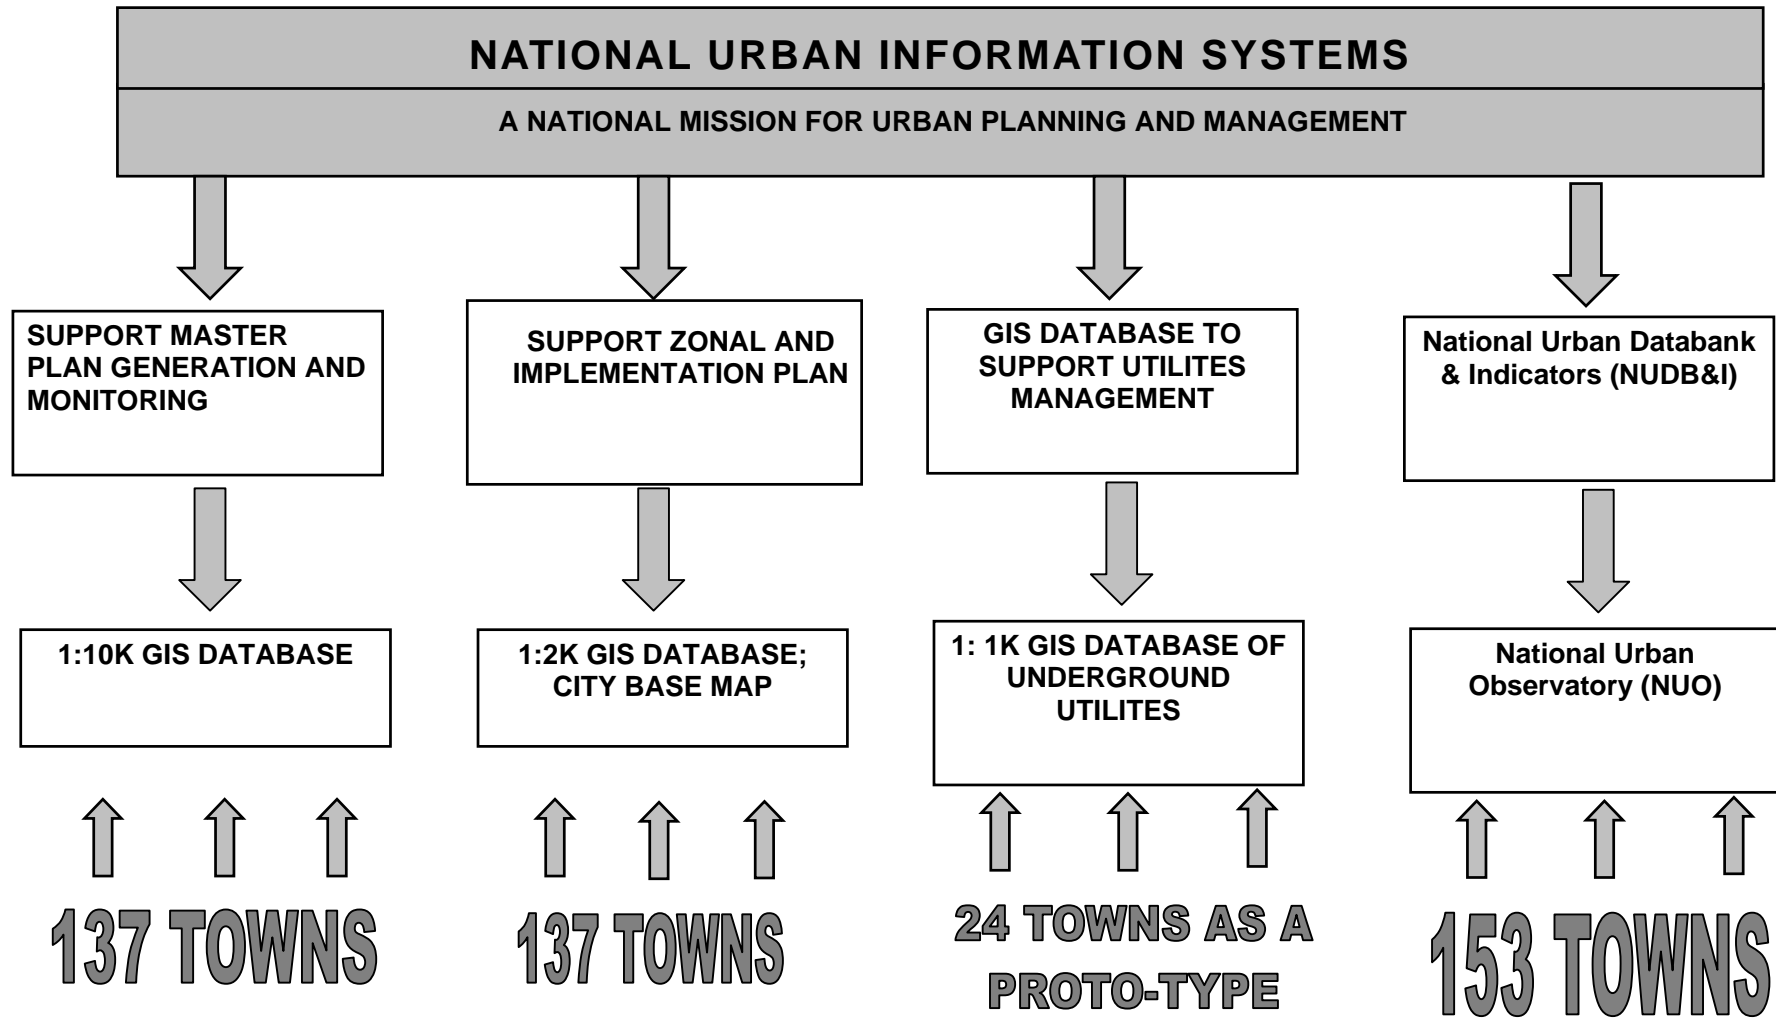 NATIONAL URBAN INFORMATION SYSTEMS
A NATIONAL MISSION FOR URBAN PLANNING AND MANAGEMENT
SUPPORT MASTER
PLAN GENERATION AND
MONITORING
SUPPORT ZONAL AND
IMPLEMENTATION PLAN
GIS DATABASE TO
SUPPORT UTILITES
MANAGEMENT
National Urban Databank
& Indicators (NUDB&I)
1:10K GIS DATABASE
1:2K GIS DATABASE;
CITY BASE MAP
1: 1K GIS DATABASE OF
UNDERGROUND
UTILITES
National Urban
Observatory (NUO)
137 TOWNS
137 TOWNS
24 TOWNS AS A
PROTO-TYPE
153 TOWNS